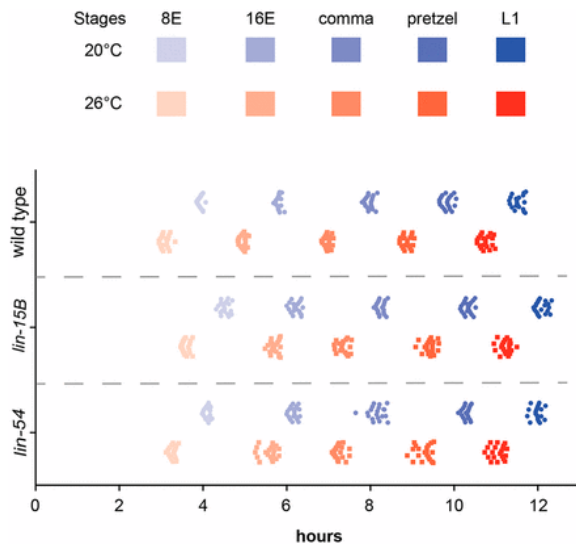 Stages 8E 16E comma pretzel L1
20°C
26°C
wild type
lin-15B
lin-54
0 2 4 6 8 10 12
hours